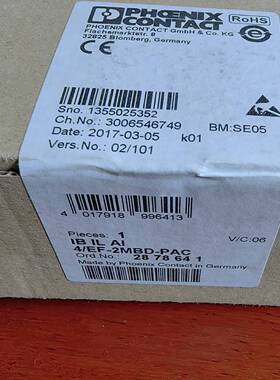 PHOENIX
CONTACT
RoHS
PHOENIX CONTACT GmbH & Co. KG
Flachsmarktstr. 8
32825 Blomberg, Germany
CE
Sno. 1355025352
Ch.No.: 3006546749
BM:SE05
Date: 2017-03-05 k01
Vers.No.: 02/101
4 017918 996413
Pieces: 1
V/C:06
IB IL AI
4/EF-2MBD-PAC
Ord.No.: 28 78 64 1
Made by Phoenix Contact in Germany